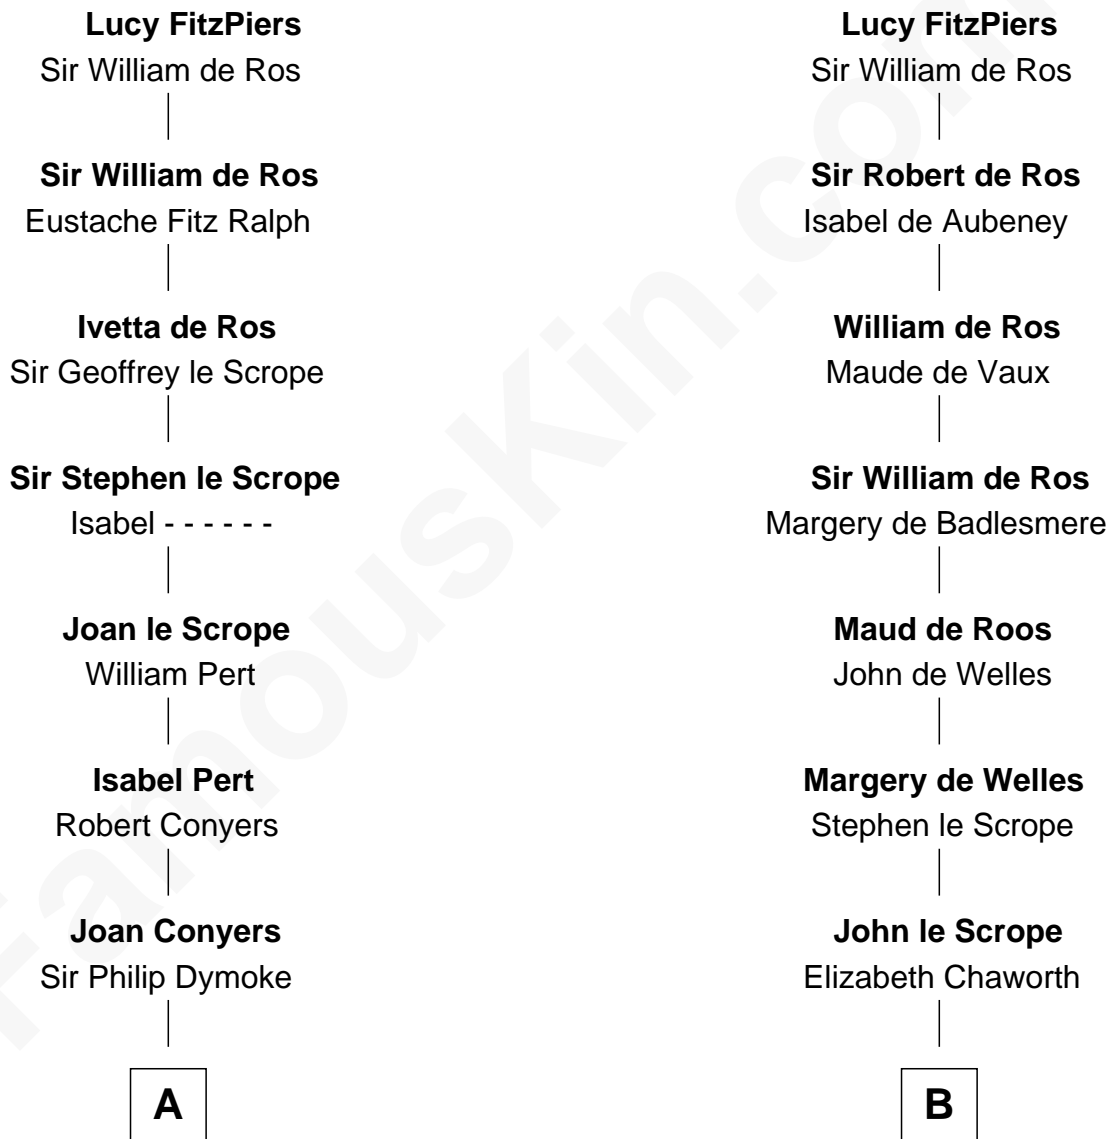 Lucy FitzPiers
Sir William de Ros
Sir William de Ros
Eustache Fitz Ralph
Ivetta de Ros
Sir Geoffrey le Scrope
Sir Stephen le Scrope
Isabel - - - - - -
Joan le Scrope
William Pert
Isabel Pert
Robert Conyers
Joan Conyers
Sir Philip Dymoke
A
Lucy FitzPiers
Sir William de Ros
Sir Robert de Ros
Isabel de Aubeney
William de Ros
Maude de Vaux
Sir William de Ros
Margery de Badlesmere
Maud de Roos
John de Welles
Margery de Welles
Stephen le Scrope
John le Scrope
Elizabeth Chaworth
B
FamousKin.com